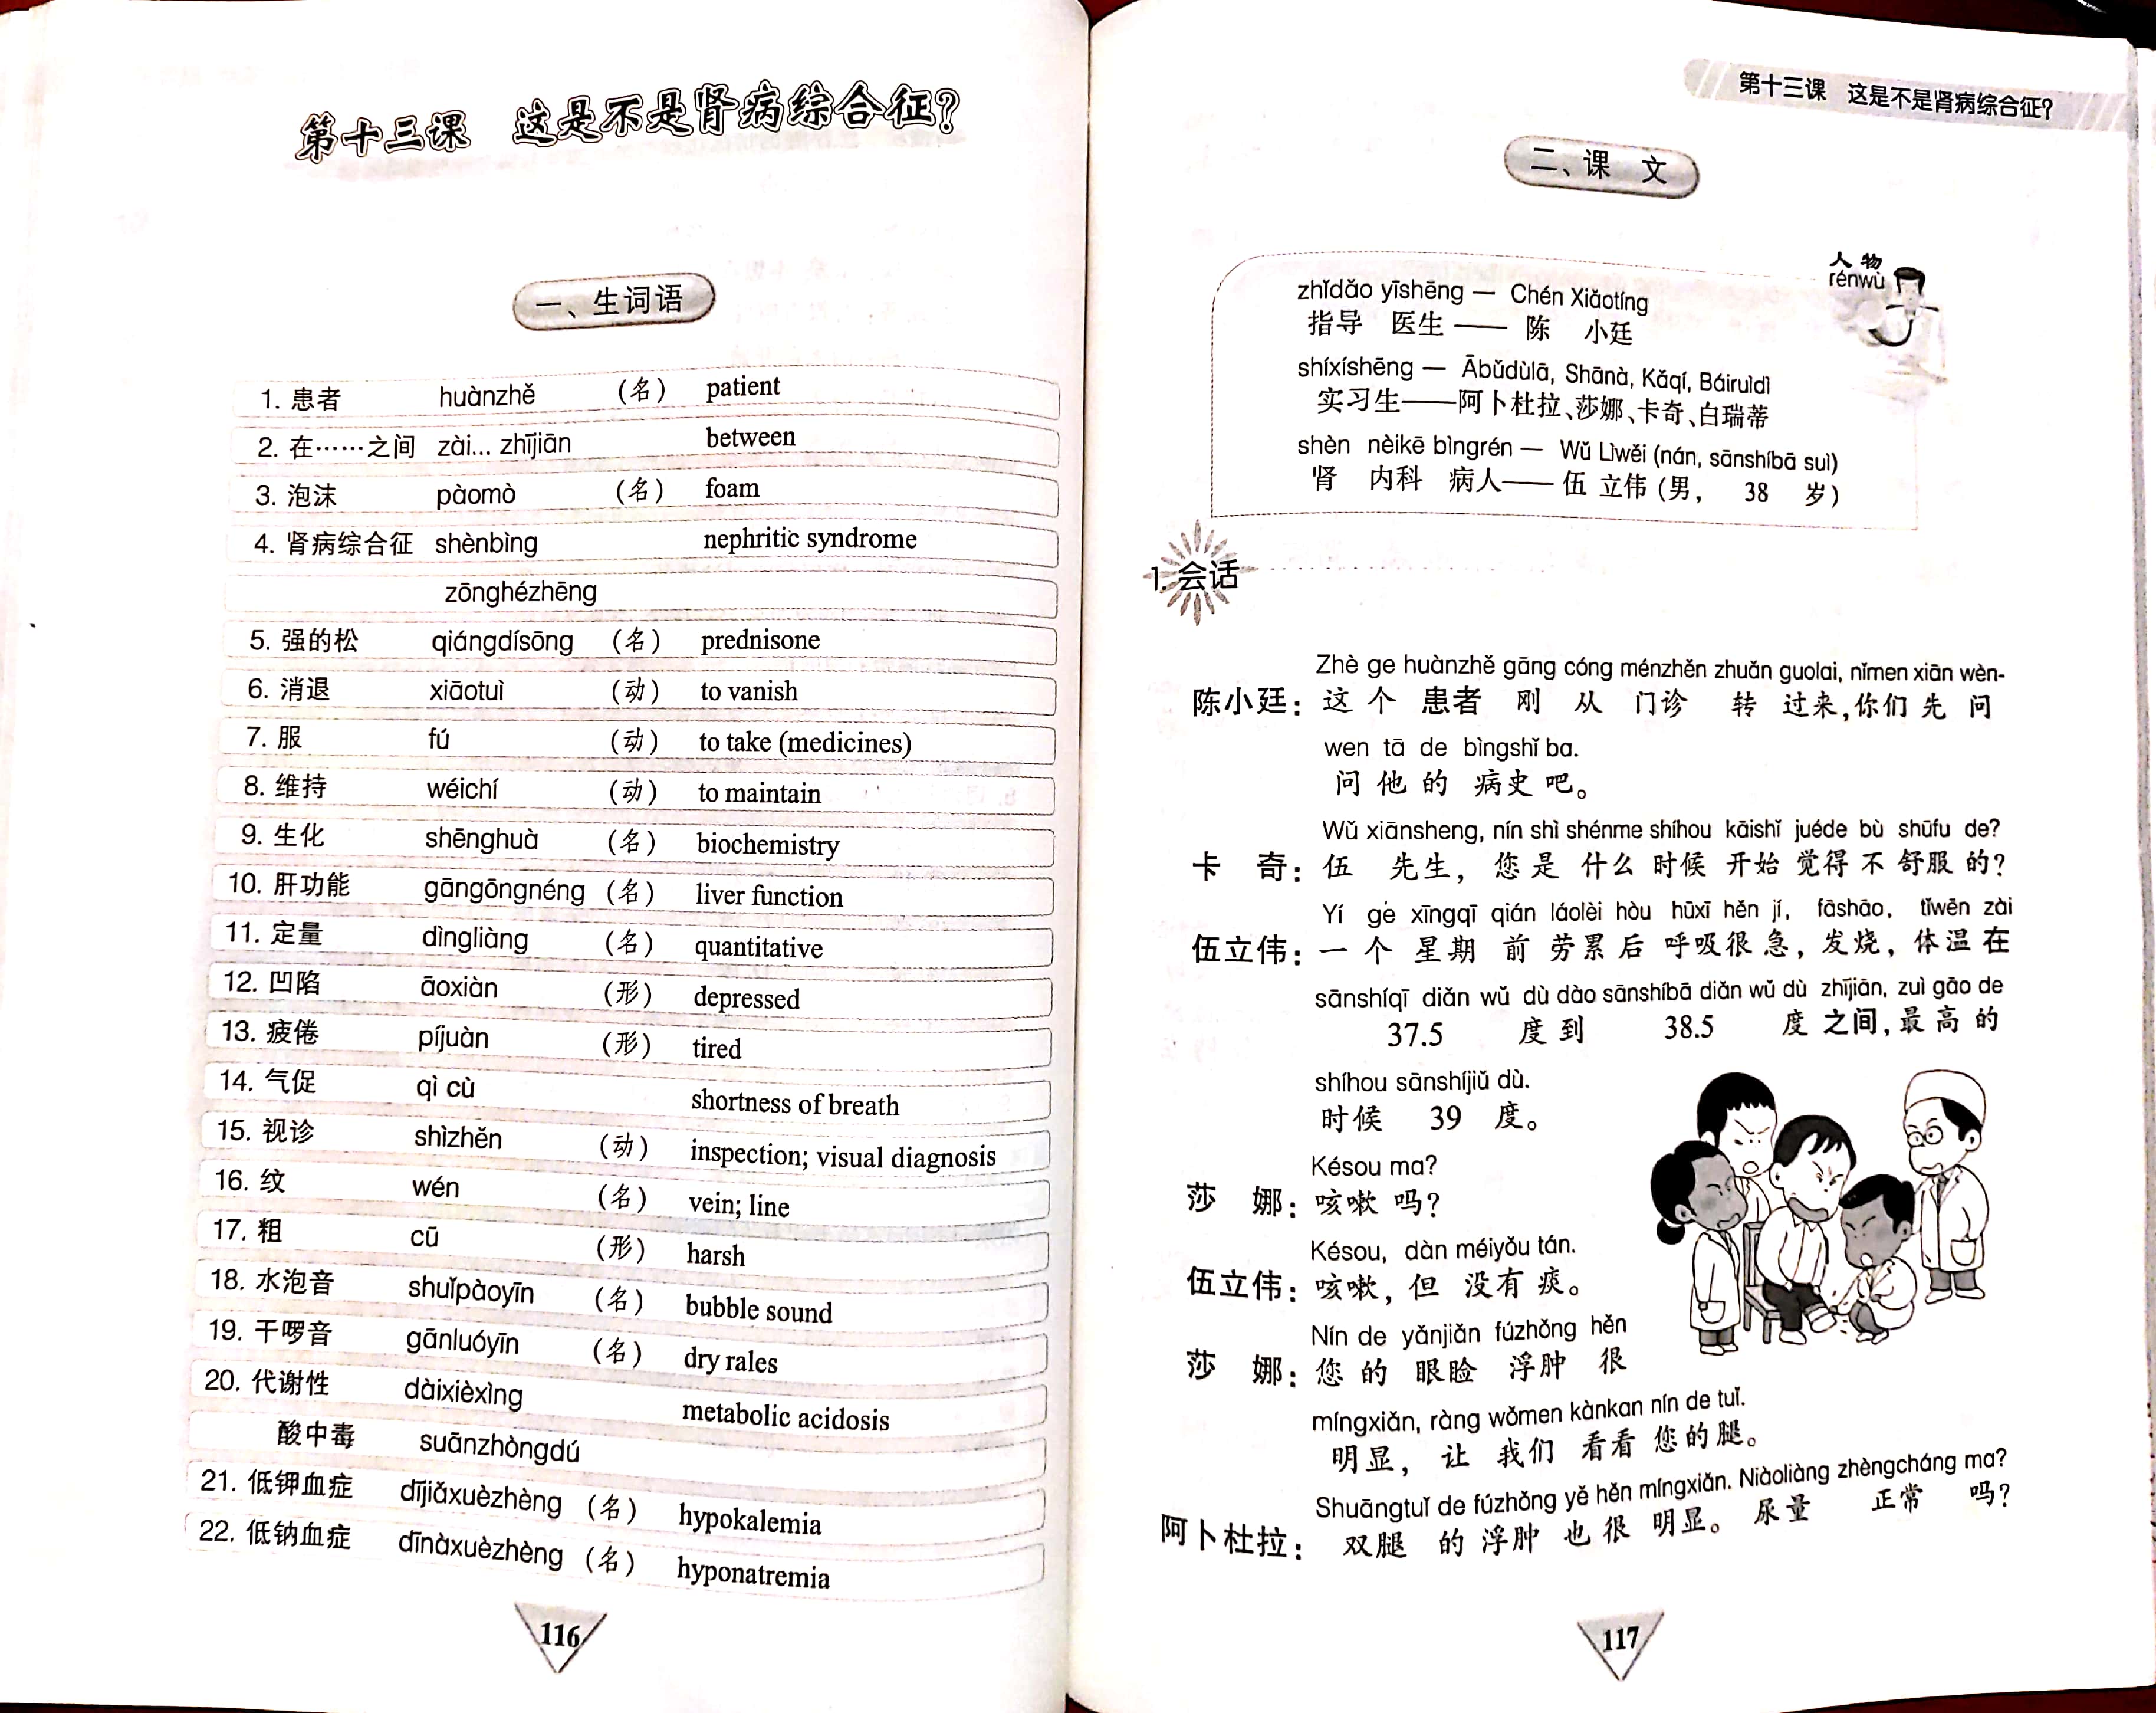 第十三课 这是不是肾病综合征？
一、生词语
1. 患者 huànzhě （名） patient
2. 在……之间 zài... zhījiān between
3. 泡沫 pàomò （名） foam
4. 肾病综合征 shènbìng nephritic syndrome
zōnghézhēng
5. 强的松 qiángdísōng （名） prednisone
6. 消退 xiāotuì （动） to vanish
7. 服 fú （动） to take (medicines)
8. 维持 wéichí （动） to maintain
9. 生化 shēnghuà （名） biochemistry
10. 肝功能 gāngōngnéng （名） liver function
11. 定量 dìngliàng （名） quantitative
12. 凹陷 āoxiàn （形） depressed
13. 疲倦 píjuàn （形） tired
14. 气促 qì cù shortness of breath
15. 视诊 shìzhěn （动） inspection; visual diagnosis
16. 纹 wén （名） vein; line
17. 粗 cū （形） harsh
18. 水泡音 shuǐpàoyīn （名） bubble sound
19. 干啰音 gānluóyīn （名） dry rales
20. 代谢性 dàixièxìng metabolic acidosis
酸中毒 suānzhòngdú
21. 低钾血症 dījiǎxuèzhèng （名） hypokalemia
22. 低钠血症 dīnàxuèzhèng （名） hyponatremia
116
第十三课 这是不是肾病综合征？
二、课 文
人物
rénwù
zhǐdǎo yīshēng — Chén Xiǎotíng
指导 医生 —— 陈 小廷
shíxíshēng — Ābǔdùlā, Shānà, Kǎqí, Báiruìdì
实习生——阿卜杜拉、莎娜、卡奇、白瑞蒂
shèn nèikē bìngrén — Wǔ Lìwěi (nán, sānshíbā suì)
肾 内科 病人—— 伍 立伟（男， 38 岁）
1. 会话
Zhè ge huànzhě gāng cóng ménzhěn zhuǎn guolai, nǐmen xiān wèn-
陈小廷： 这 个 患者 刚 从 门诊 转 过来，你们 先 问
wen tā de bìngshǐ ba.
问 他 的 病史 吧。
Wǔ xiānsheng, nín shì shénme shíhou kāishǐ juéde bù shūfu de?
卡 奇： 伍 先生， 您 是 什么 时候 开始 觉得 不 舒服 的？
Yí gè xīngqī qián láolèi hòu hūxī hěn jí, fāshāo, tǐwēn zài
伍立伟： 一 个 星期 前 劳累 后 呼吸 很 急， 发烧， 体温 在
sānshíqī diǎn wǔ dù dào sānshíbā diǎn wǔ dù zhījiān, zuì gāo de
37.5 度 到 38.5 度 之间，最 高 的
shíhou sānshíjiǔ dù.
时候 39 度。
Késou ma?
莎 娜： 咳嗽 吗？
Késou, dàn méiyǒu tán.
伍立伟： 咳嗽， 但 没有 痰。
Nín de yǎnjiǎn fúzhǒng hěn
莎 娜： 您 的 眼睑 浮肿 很
míngxiǎn, ràng wǒmen kànkan nín de tuǐ.
明显， 让 我们 看看 您 的 腿。
Shuāngtuǐ de fúzhǒng yě hěn míngxiǎn. Niàoliàng zhèngcháng ma?
阿卜杜拉： 双腿 的 浮肿 也 很 明显。 尿量 正常 吗？
117